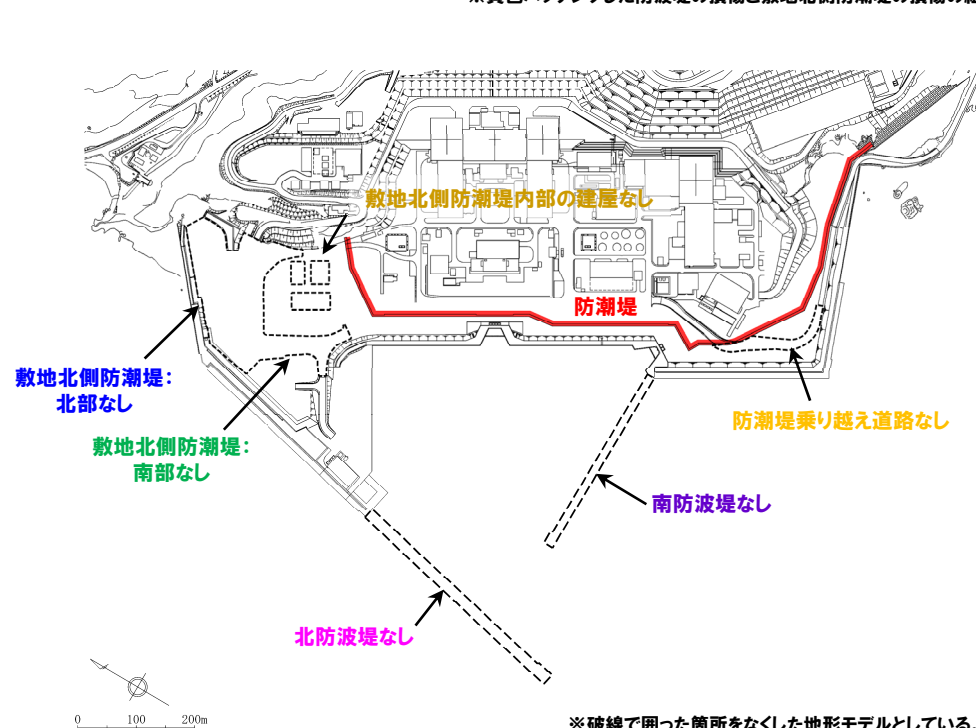 敷地北側防潮堤内部の建屋なし
防潮堤
敷地北側防潮堤：
北部なし
防潮堤乗り越え道路なし
敷地北側防潮堤：
南部なし
南防波堤なし
北防波堤なし
0 100 200m
※破線で囲った箇所をなくした地形モデルとしている